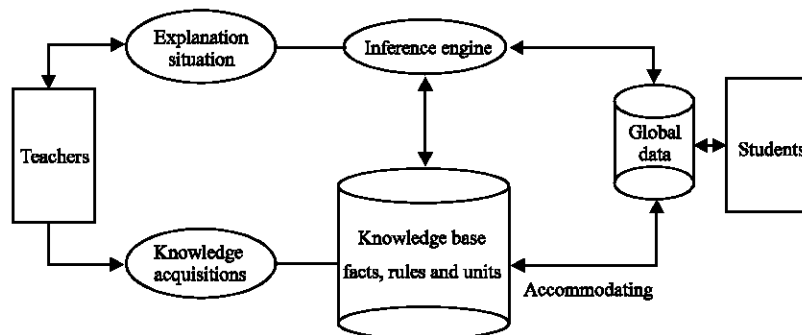 Explanation
situation
Inference engine
Teachers
Global
data
Students
Knowledge
acquisitions
Knowledge base
facts, rules and units
Accommodating